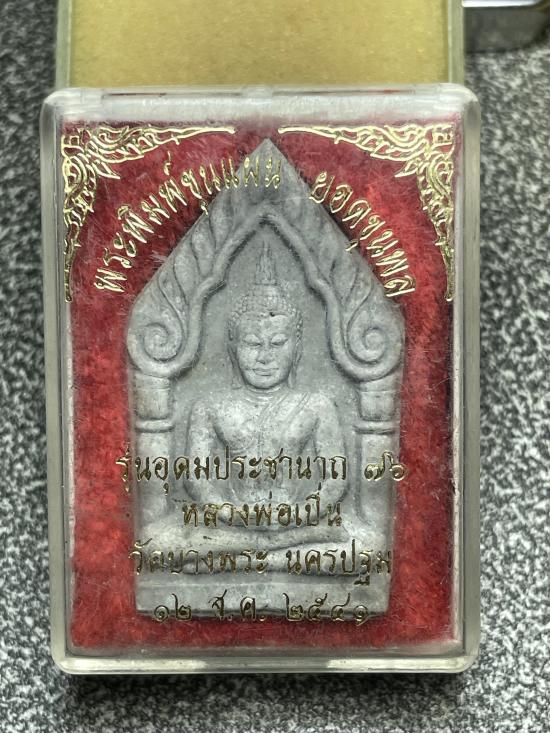 พระพิมพ์ขุนแผน ยอดขุนพล
รุ่นอุดมประชานาถ ๗๖
หลวงพ่อเปิ่น
วัดบางพระ นครปฐม
๑๒ ส.ค. ๒๕๔๑